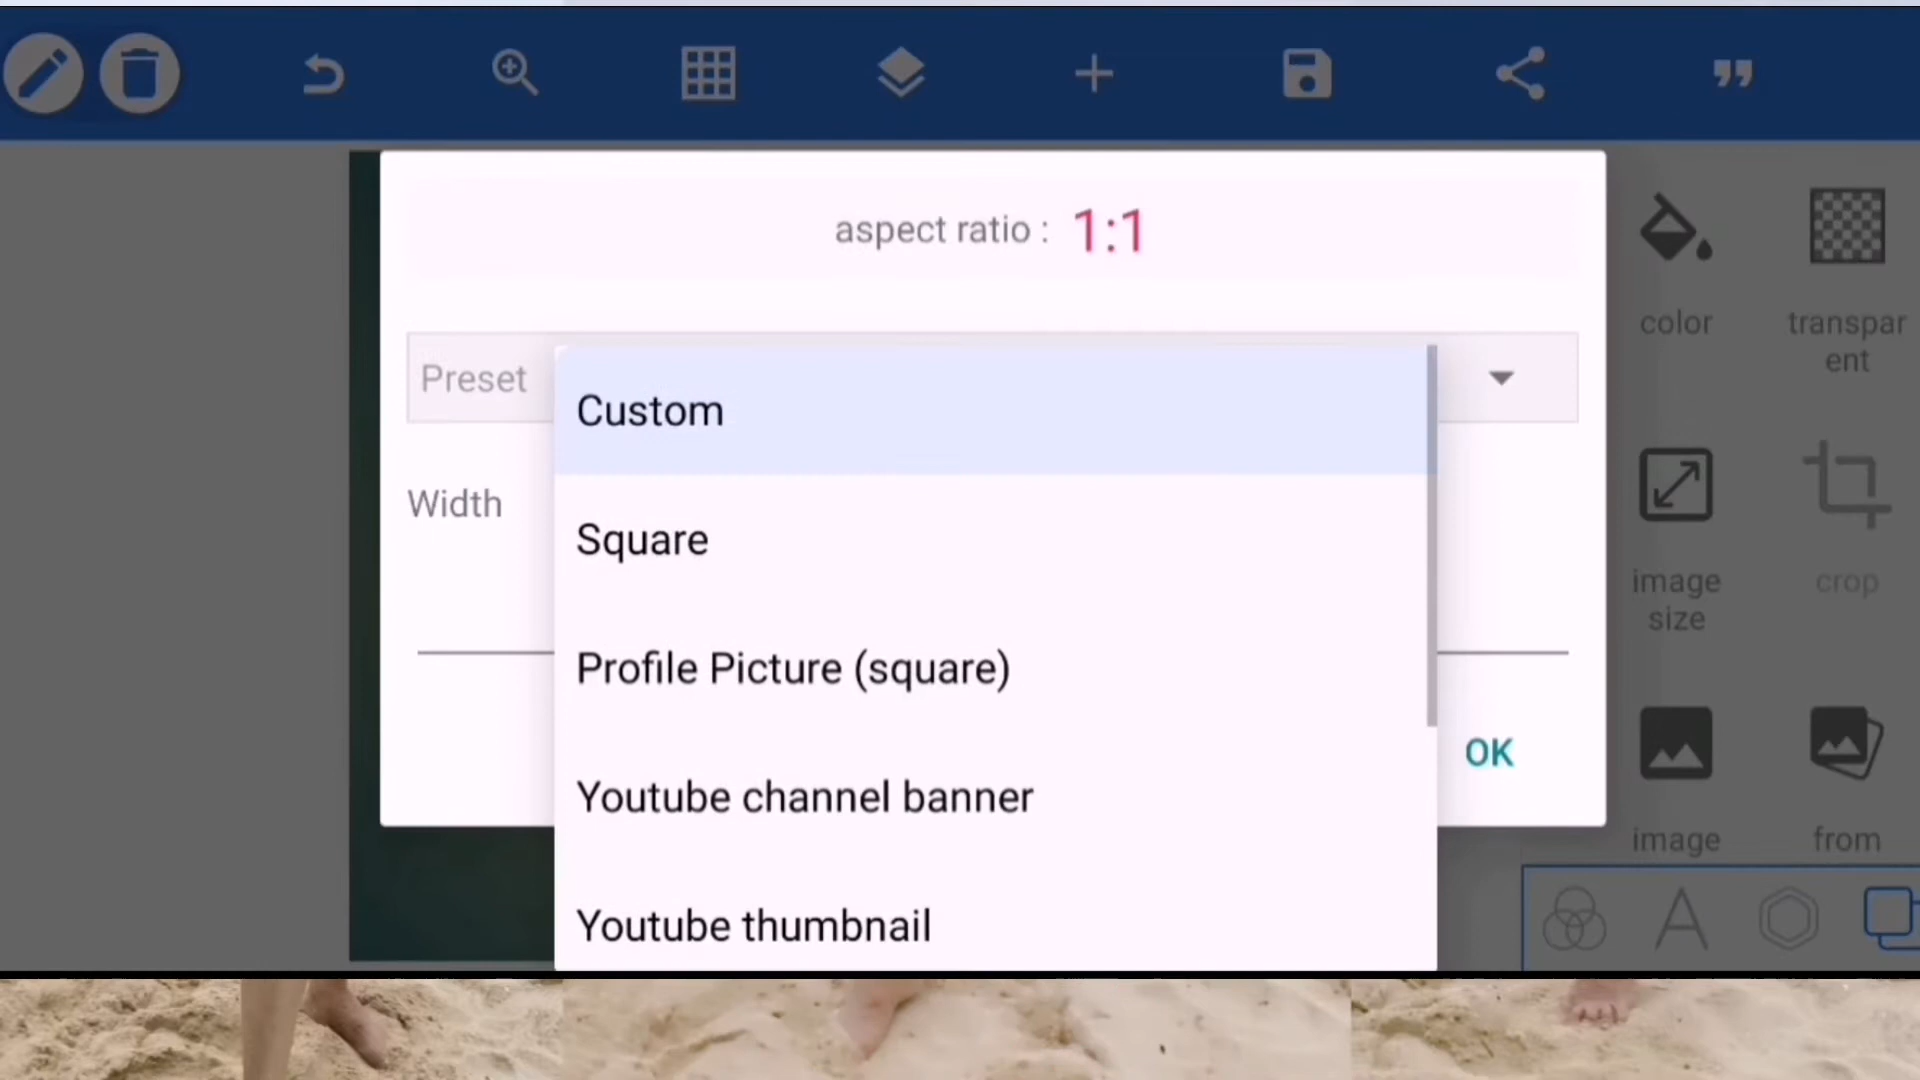 aspect ratio : 1:1
Preset
Custom
Width
Square
Profile Picture (square)
Youtube channel banner
Youtube thumbnail
OK
color
transpar
ent
image
size
crop
image
from